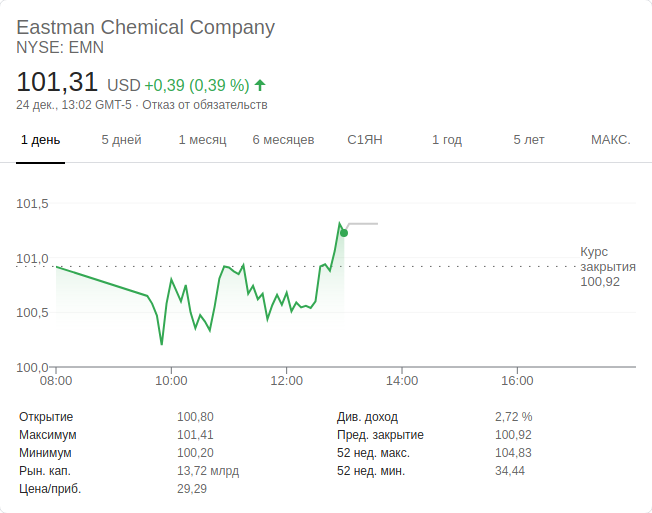 Eastman Chemical Company
NYSE: EMN
101,31 USD +0,39 (0,39 %)
24 дек., 13:02 GMT-5 · Отказ от обязательств
1 день 5 дней 1 месяц 6 месяцев С1ЯН 1 год 5 лет МАКС.
101,5
101,0
100,5
100,0
Курс
закрытия
100,92
08:00 10:00 12:00 14:00 16:00
Открытие 100,80 Див. доход 2,72 %
Максимум 101,41 Пред. закрытие 100,92
Минимум 100,20 52 нед. макс. 104,83
Рын. кап. 13,72 млрд 52 нед. мин. 34,44
Цена/приб. 29,29